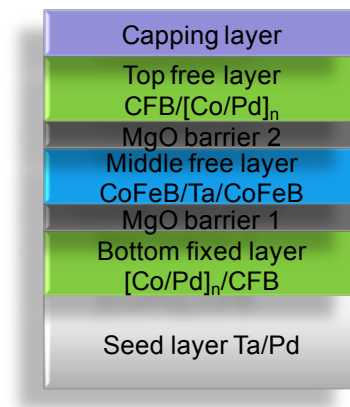 Capping layer
Top free layer
CFB/[Co/Pd]n
MgO barrier 2
Middle free layer
CoFeB/Ta/CoFeB
MgO barrier 1
Bottom fixed layer
[Co/Pd]n/CFB
Seed layer Ta/Pd